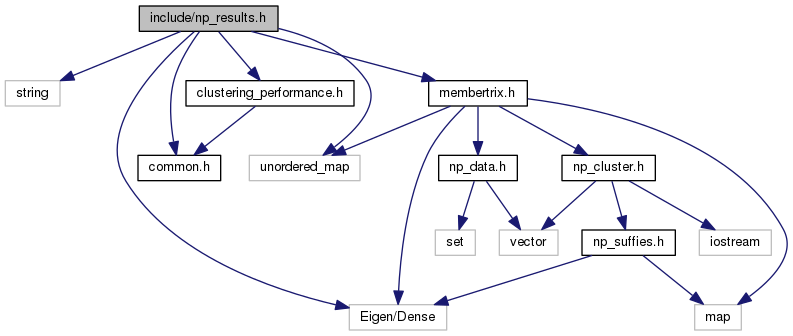 include/np_results.h
string
clustering_performance.h
membertrix.h
common.h
unordered_map
np_data.h
np_cluster.h
set
vector
np_suffies.h
iostream
Eigen/Dense
map